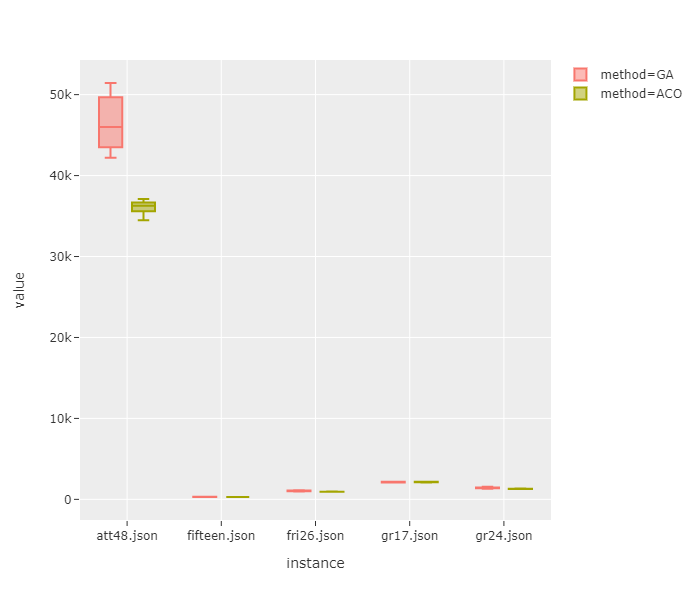 method=GA
method=ACO
50k
40k
30k
20k
10k
0
value
att48.json
fifteen.json
fri26.json
gr17.json
gr24.json
instance